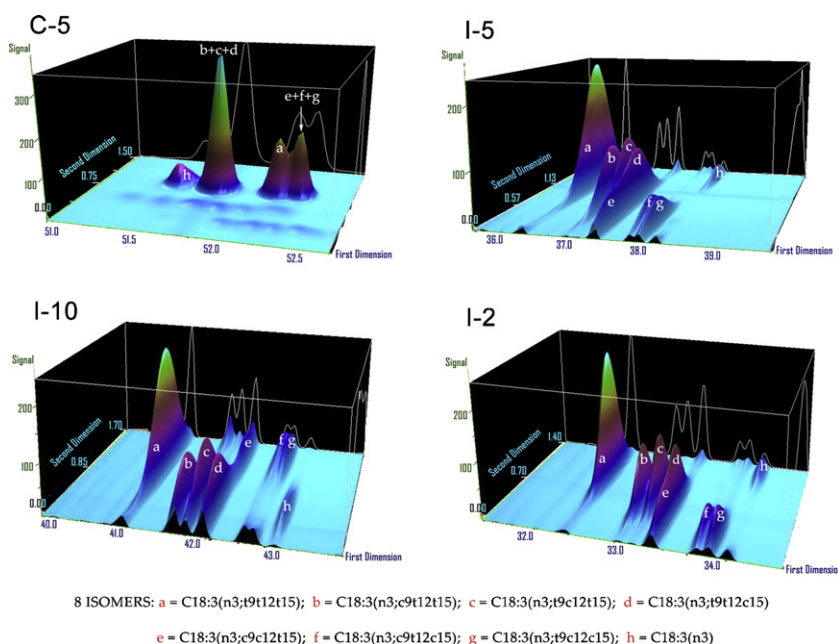 C-5
Signal
300
200
100
0.00
Second Dimension
0.75
1.50
b+c+d
e+f+g
a
h
51.0
51.5
52.0
52.5
First Dimension
I-5
Signal
200
100
0.00
Second Dimension
0.57
1.13
a
b
c
d
e
f g
h
36.0
37.0
38.0
39.0
First Dimension
I-10
Signal
200
100
0.00
Second Dimension
0.85
1.70
a
b
c
d
e
f g
h
40.0
41.0
42.0
43.0
First Dimension
I-2
Signal
200
100
0.00
Second Dimension
0.70
1.40
a
b
c
d
e
f g
h
32.0
33.0
34.0
First Dimension
8 ISOMERS: a = C18:3(n3;t9t12t15); b = C18:3(n3;c9t12t15); c = C18:3(n3;t9c12t15); d = C18:3(n3;t9t12c15)
e = C18:3(n3;c9c12t15); f = C18:3(n3;c9t12c15); g = C18:3(n3;t9c12c15); h = C18:3(n3)